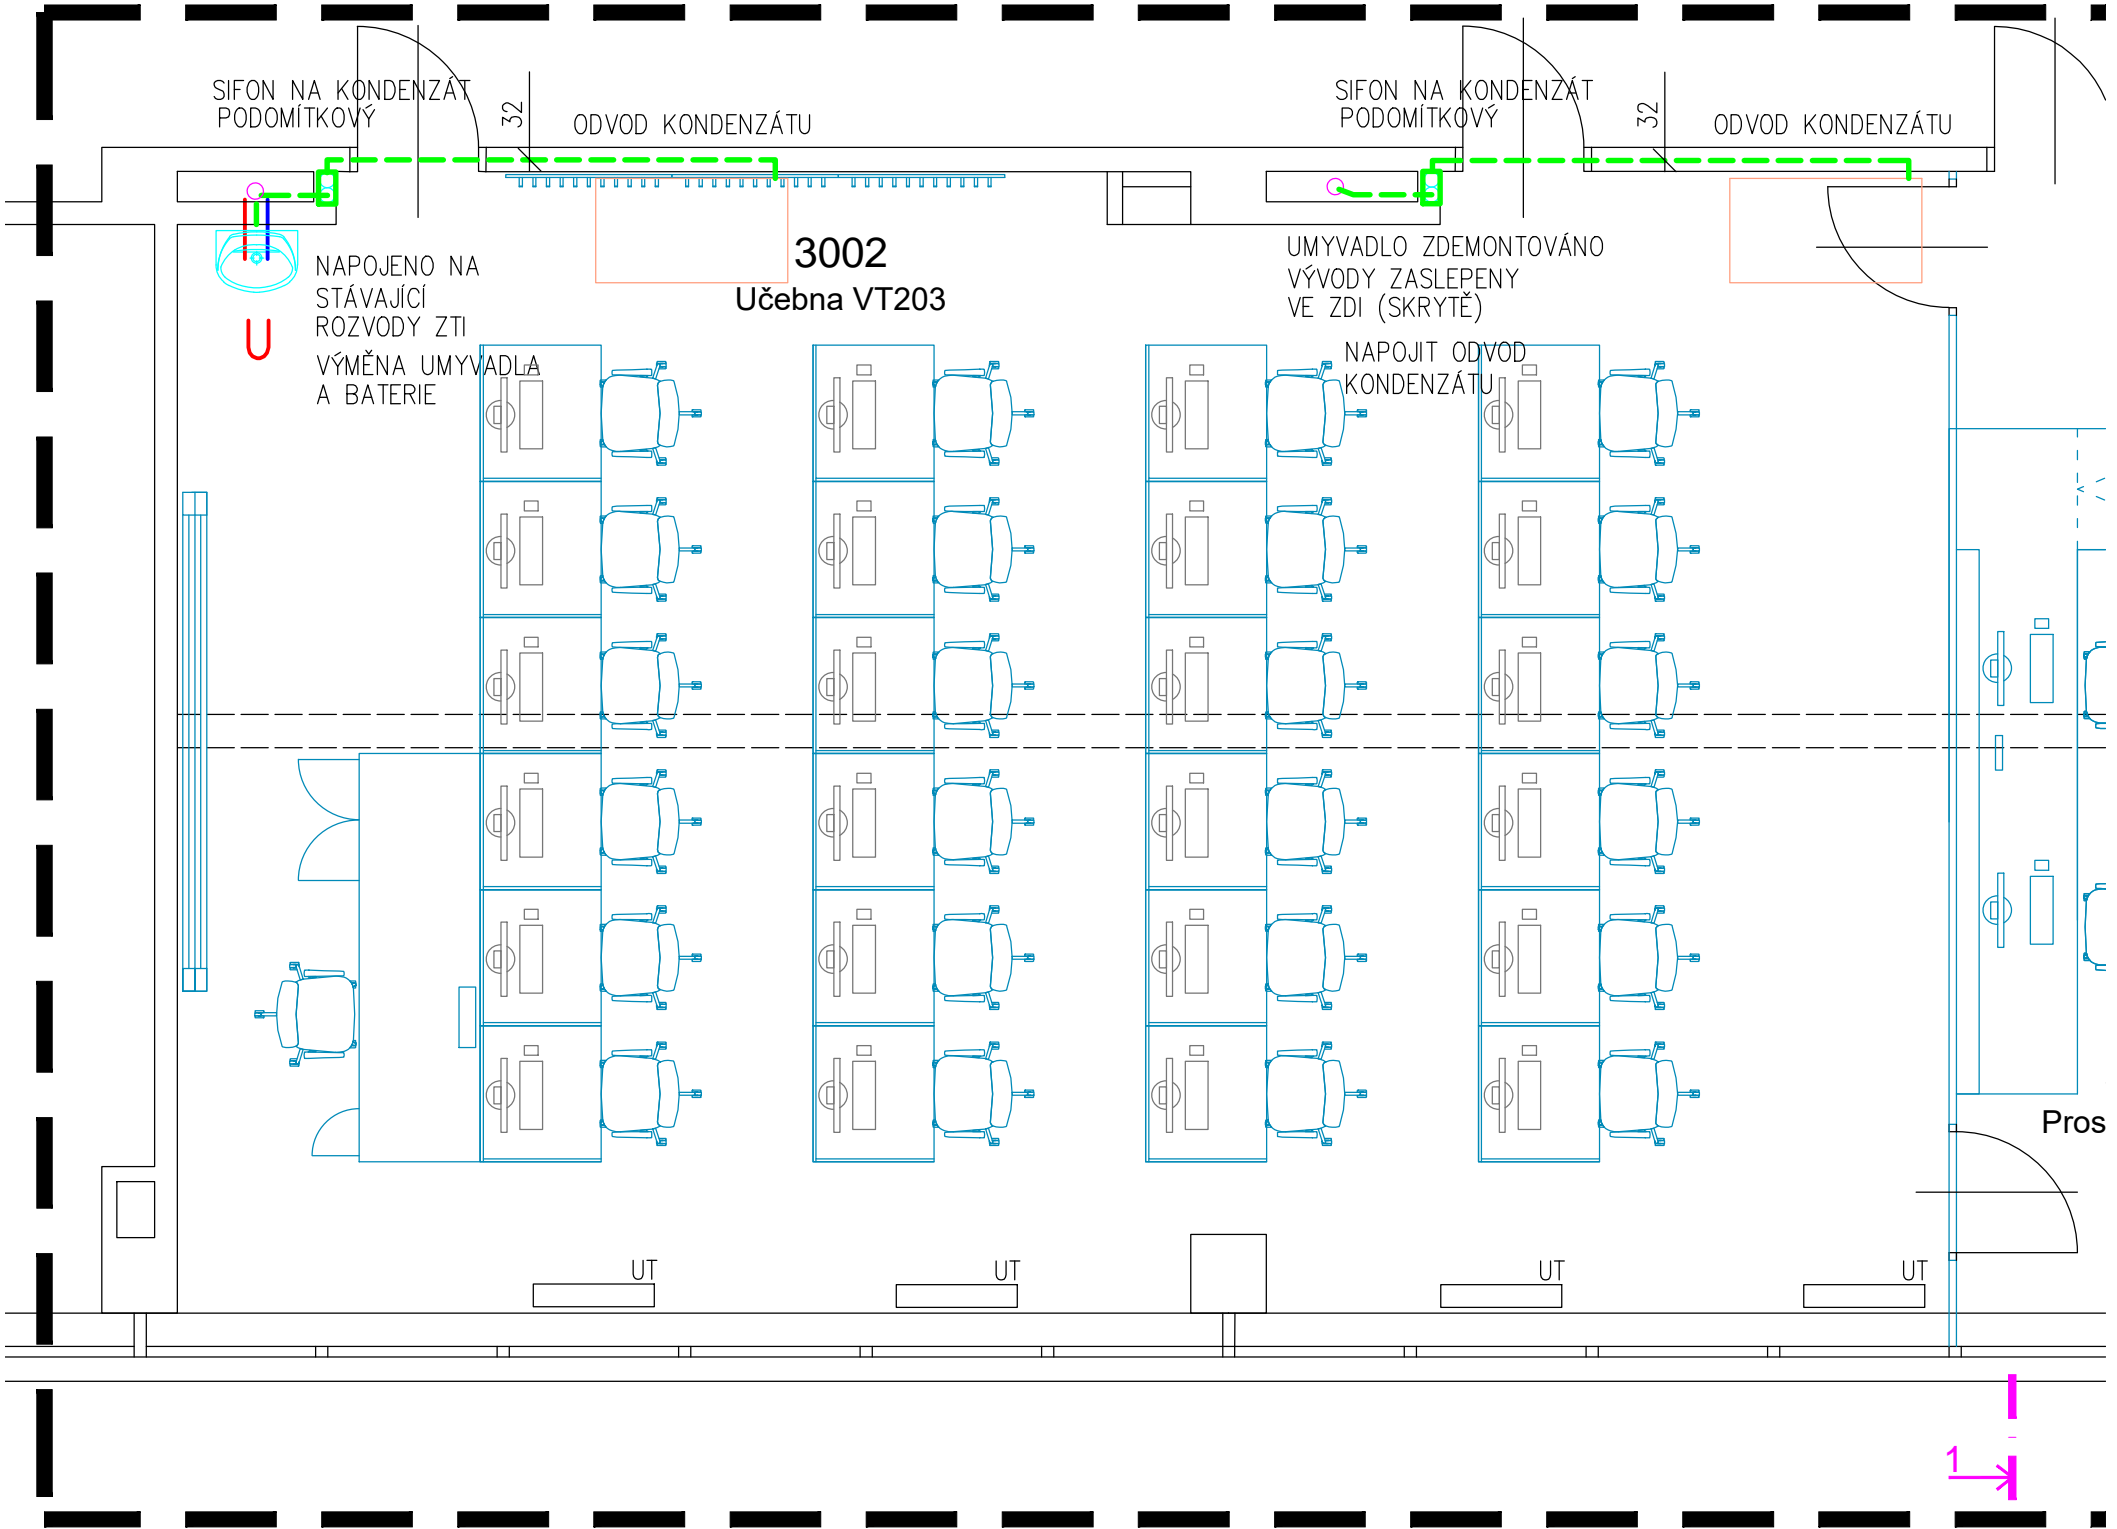 SIFON NA KONDENZÁT
PODOMÍTKOVÝ
32
ODVOD KONDENZÁTU
SIFON NA KONDENZÁT
PODOMÍTKOVÝ
32
ODVOD KONDENZÁTU
3002
Učebna VT203
NAPOJENO NA
STÁVAJÍCÍ
ROZVODY ZTI
VÝMĚNA UMYVADLA
A BATERIE
U
UMYVADLO ZDEMONTOVÁNO
VÝVODY ZASLEPENY
VE ZDI (SKRYTĚ)
NAPOJIT ODVOD
KONDENZÁTU
Pros
UT
UT
UT
UT
1